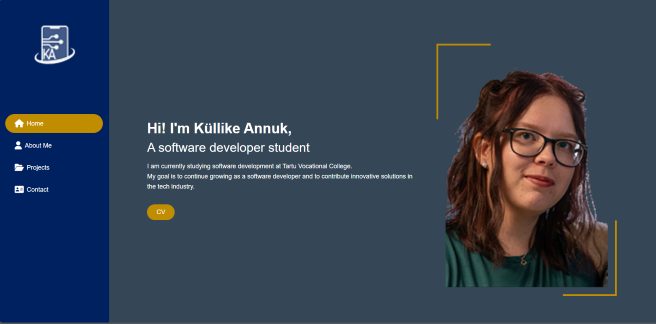 KA
Home
About Me
Projects
Contact
Hi! I'm Küllike Annuk,
A software developer student
I am currently studying software development at Tartu Vocational College.
My goal is to continue growing as a software developer and to contribute innovative solutions in
the tech industry.
CV